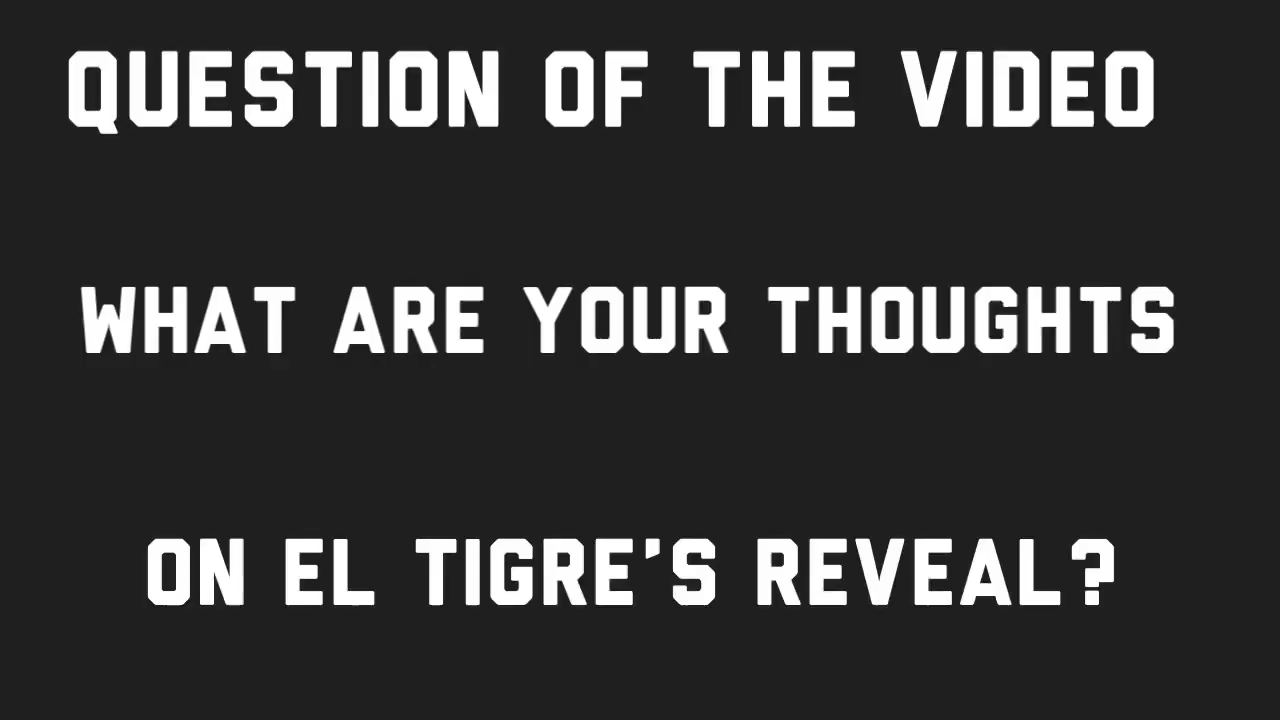 QUESTION OF THE VIDEO
WHAT ARE YOUR THOUGHTS
ON EL TIGRE'S REVEAL?